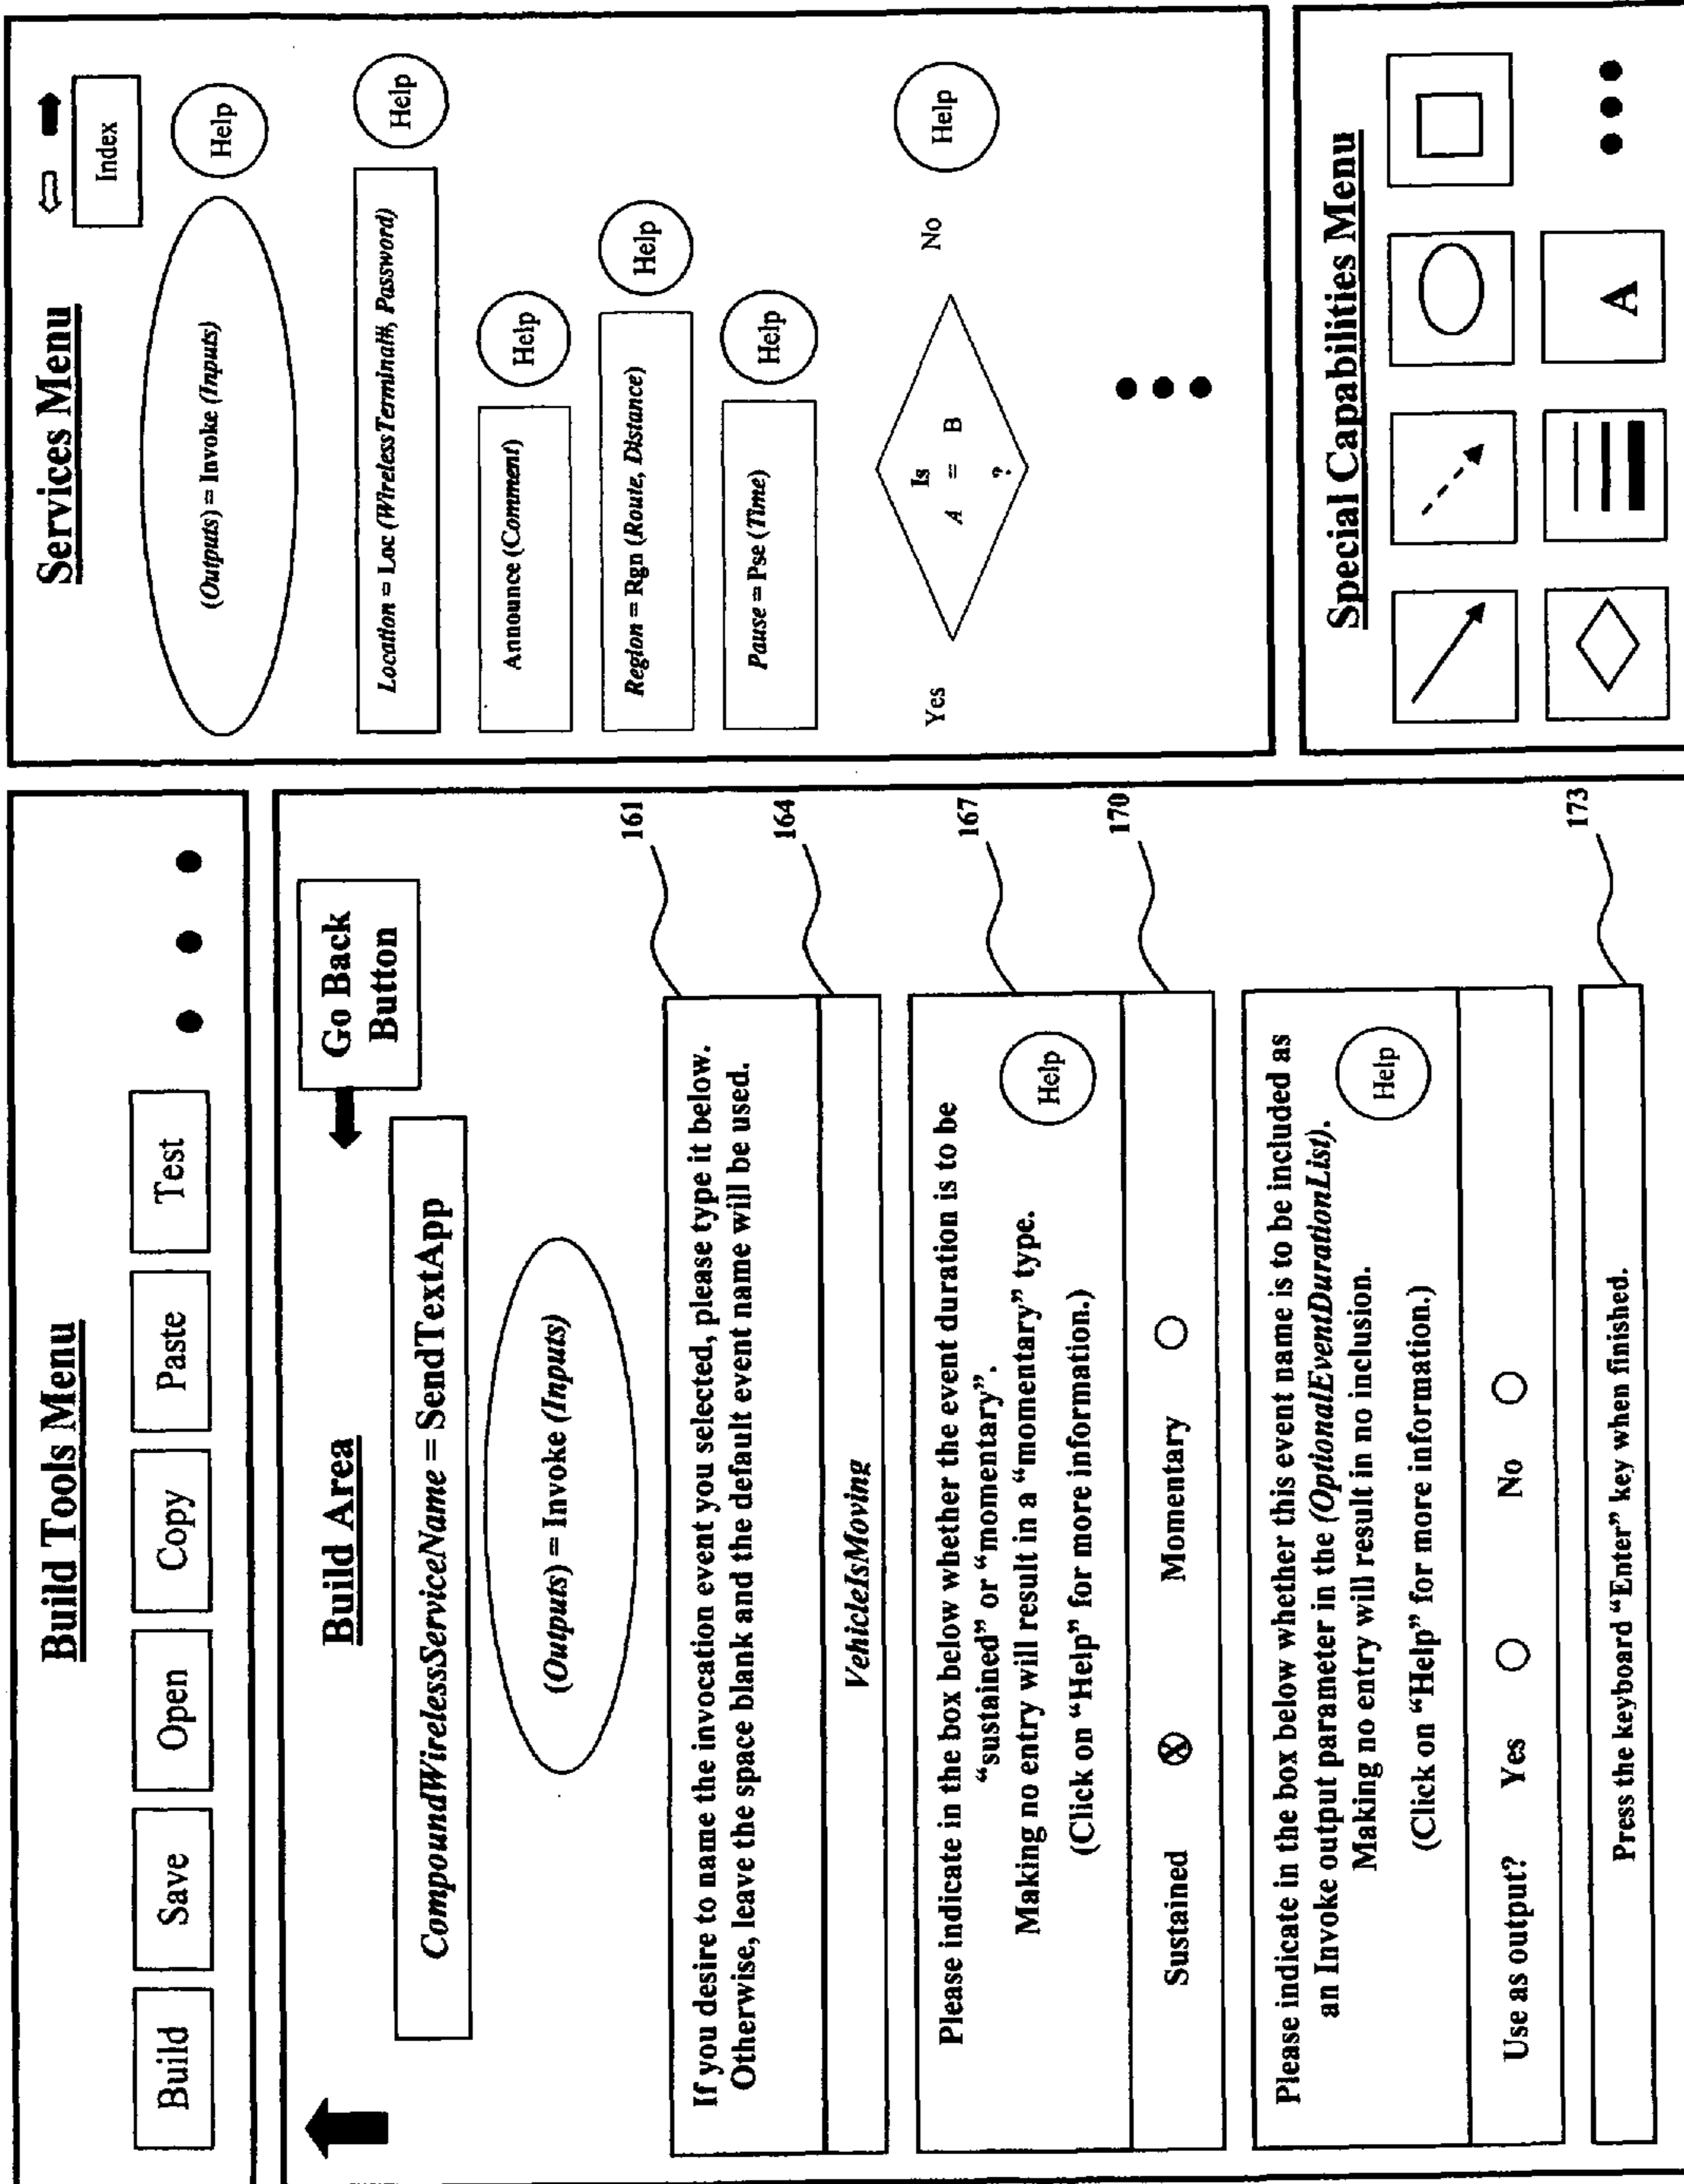 Build Tools Menu
Build Save Open Copy Paste Test
Build Area
Go Back
Button
CompoundWirelessServiceName = SendTextApp
(Outputs) = Invoke (Inputs)
If you desire to name the invocation event you selected, please type it below.
Otherwise, leave the space blank and the default event name will be used.
161
VehicleIsMoving
164
Please indicate in the box below whether the event duration is to be
“sustained” or “momentary”.
Making no entry will result in a “momentary” type.
(Click on “Help” for more information.)
Help
167
Sustained Momentary
170
Please indicate in the box below whether this event name is to be included as
an Invoke output parameter in the (OptionalEventDurationList).
Making no entry will result in no inclusion.
(Click on “Help” for more information.)
Help
Use as output? Yes No
Press the keyboard “Enter” key when finished.
173
Services Menu
Index
(Outputs) = Invoke (Inputs)
Help
Location = Loc (WirelessTerminal#, Password)
Help
Announce (Comment)
Help
Region = Rgn (Route, Distance)
Help
Pause = Pse (Time)
Help
Yes
Is
A = B
?
No
Help
Special Capabilities Menu
A